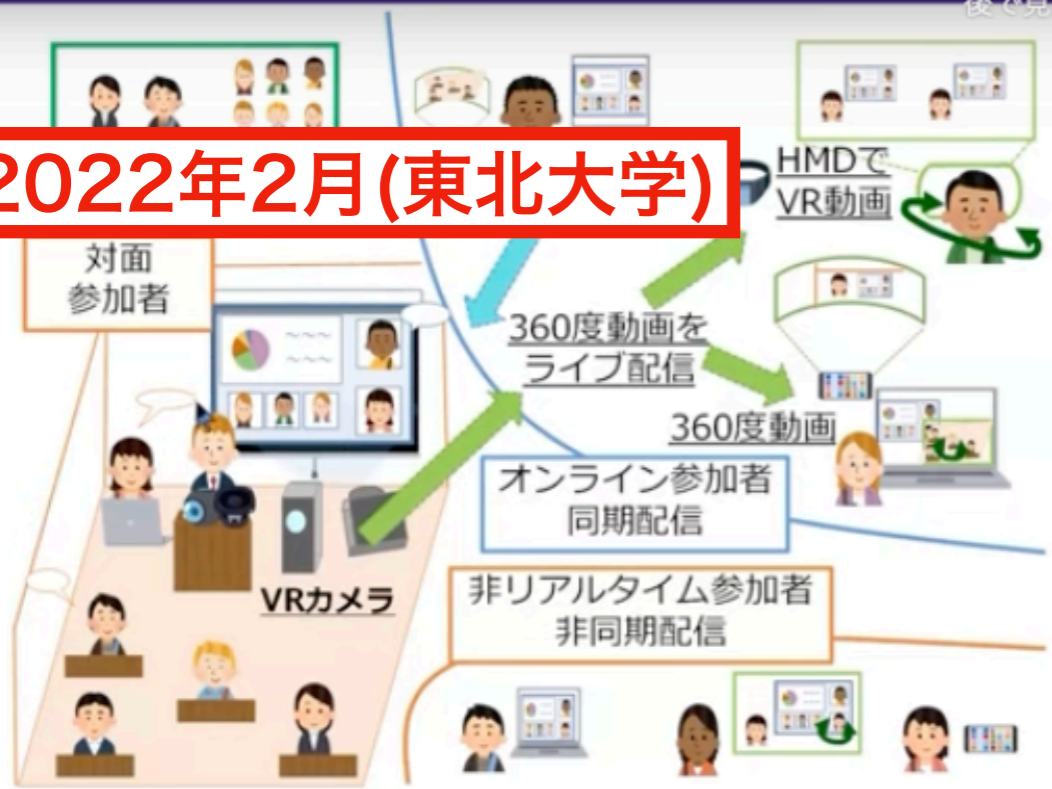 後で見
2022年2月(東北大学)
HMDで
VR動画
対面
参加者
360度動画を
ライブ配信
360度動画
オンライン参加者
同期配信
VRカメラ
非リアルタイム参加者
非同期配信